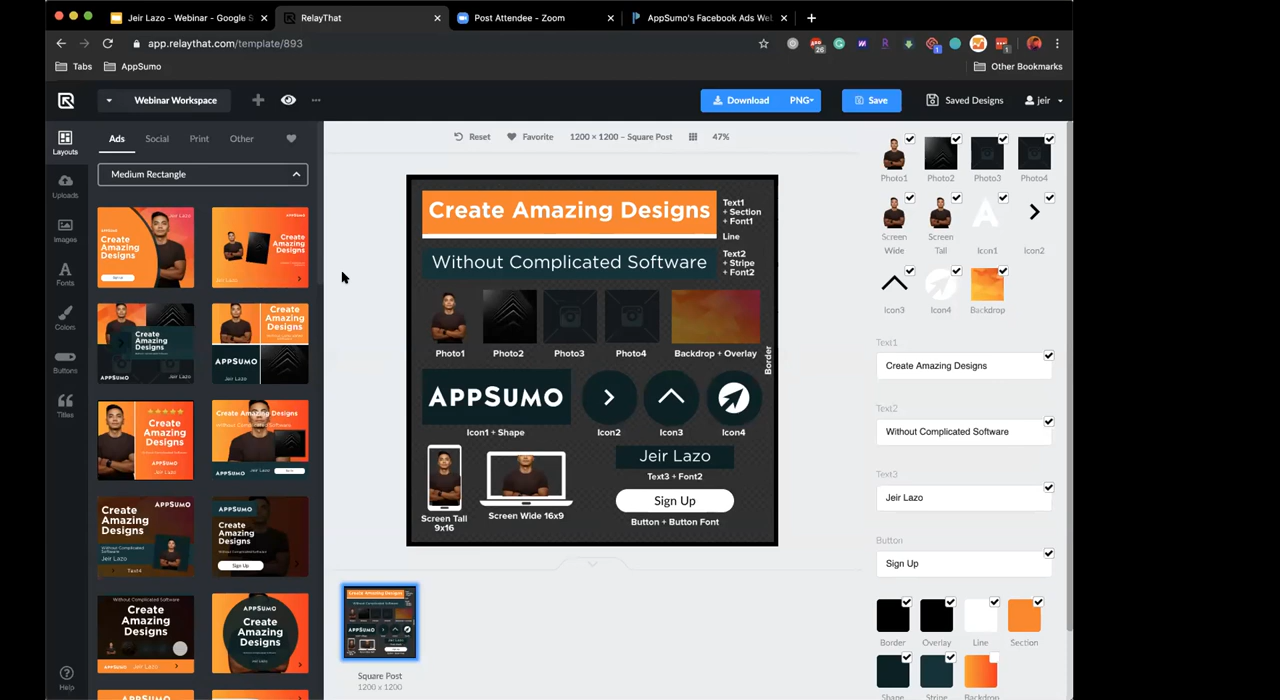 Jeir Lazo - Webinar - Google S
RelayThat
Post Attendee - Zoom
AppSumo's Facebook Ads Web
app.relaythat.com/template/893
Tabs
AppSumo
Other Bookmarks
Webinar Workspace
Download
PNG
Save
Saved Designs
jeir
Layouts
Uploads
Images
Fonts
Colors
Buttons
Titles
Help
Ads
Social
Print
Other
Medium Rectangle
Reset
Favorite
1200 × 1200 – Square Post
47%
Create Amazing Designs
Text1
+ Section
+ Font1
Line
Without Complicated Software
Text2
+ Stripe
+ Font2
Photo1
Photo2
Photo3
Photo4
Backdrop + Overlay
Border
APPSUMO
Icon1 + Shape
Icon2
Icon3
Icon4
Screen Tall
9x16
Screen Wide 16x9
Jeir Lazo
Text3 + Font2
Sign Up
Button + Button Font
Square Post
1200 x 1200
Photo1
Photo2
Photo3
Photo4
Screen
Wide
Screen
Tall
Icon1
Icon2
Icon3
Icon4
Backdrop
Text1
Create Amazing Designs
Text2
Without Complicated Software
Text3
Jeir Lazo
Button
Sign Up
Border
Overlay
Line
Section
Shape
Stripe
Backdrop